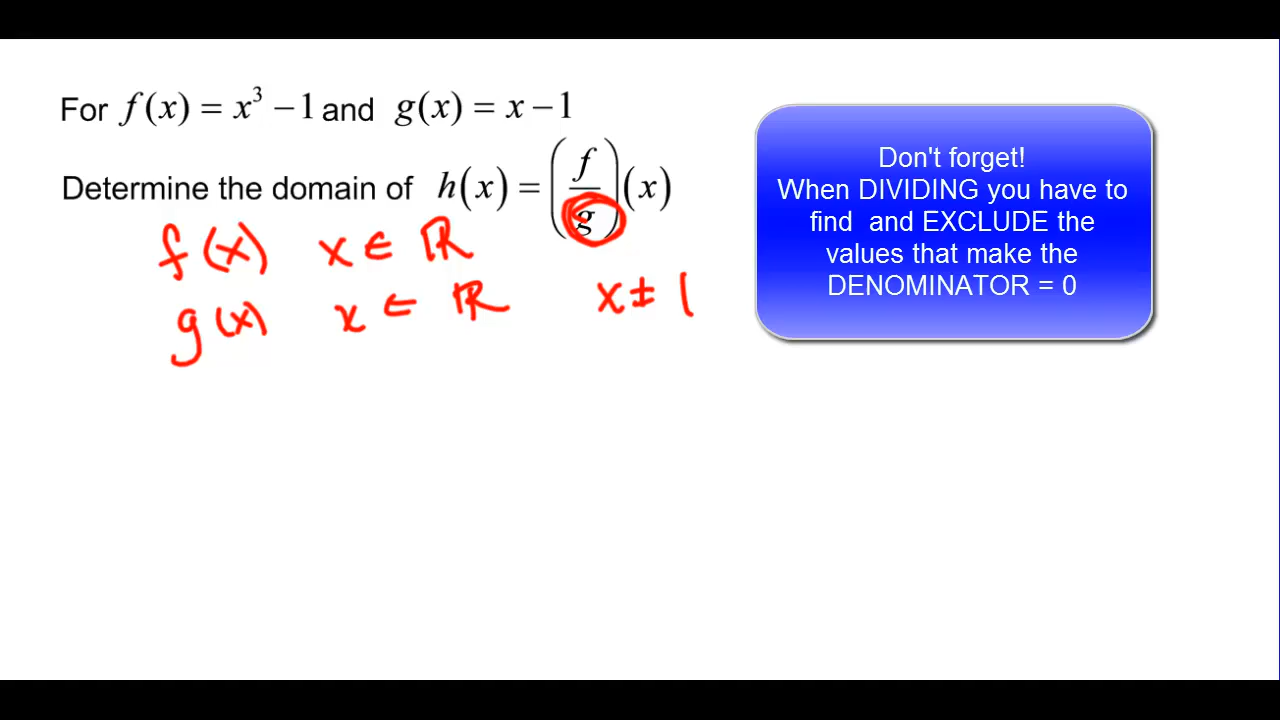 For f(x) = x³ − 1 and g(x) = x − 1
Determine the domain of h(x) = (f/g)(x)
f(x) x ∈ ℝ
g(x) x ∈ ℝ x ≠ 1
Don't forget!
When DIVIDING you have to
find and EXCLUDE the
values that make the
DENOMINATOR = 0